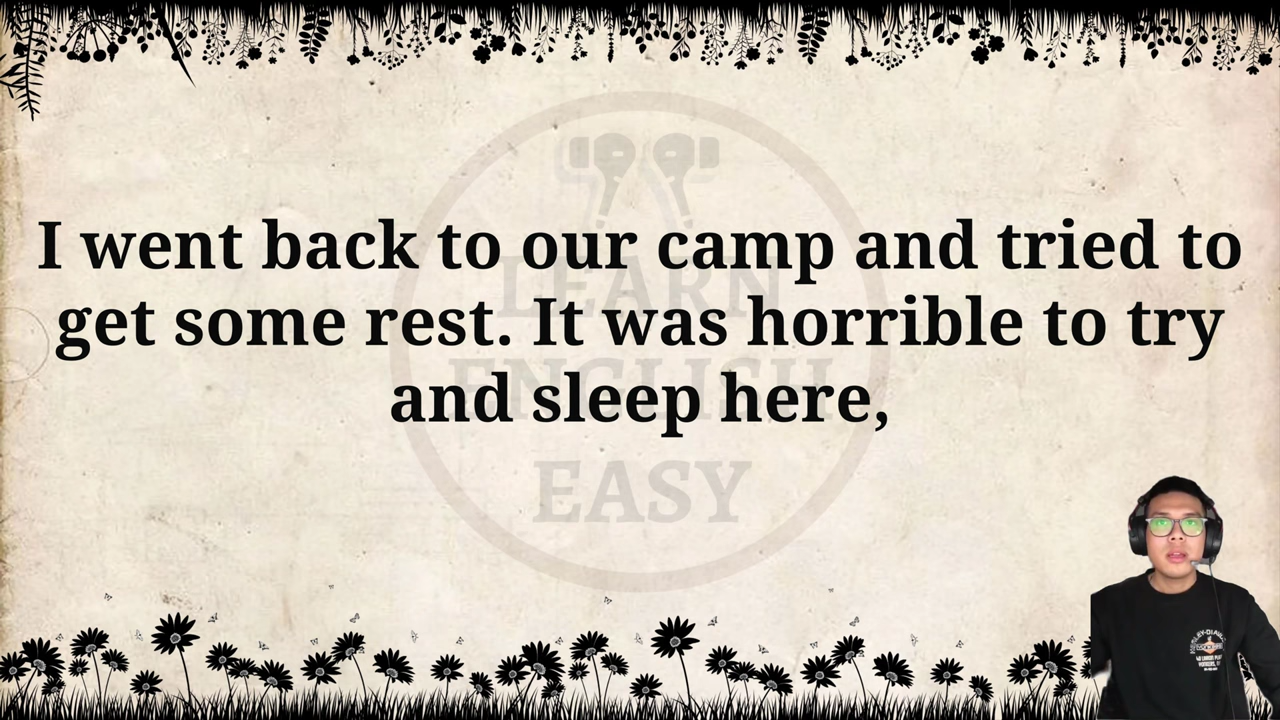 I went back to our camp and tried to
get some rest. It was horrible to try
and sleep here,
LEARN
ENGLISH
EASY